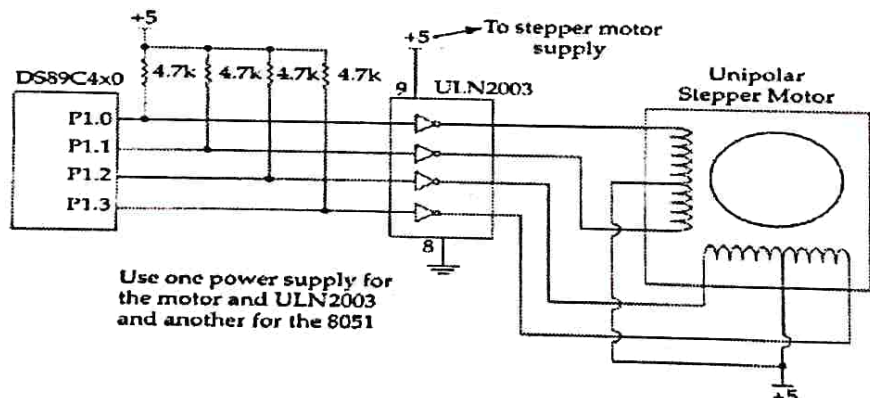 +5
To stepper motor
supply
+5
DS89C4x0
4.7k 4.7k 4.7k 4.7k
9 ULN2003
Unipolar
Stepper Motor
P1.0
P1.1
P1.2
P1.3
8
Use one power supply for
the motor and ULN2003
and another for the 8051
+5